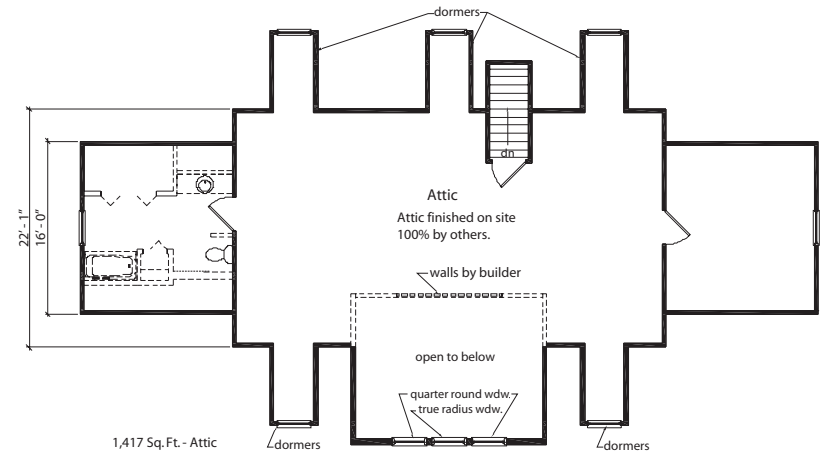 dormers
dn
Attic
Attic finished on site
100% by others.
22' - 1"
16' - 0"
walls by builder
open to below
quarter round wdw.
true radius wdw.
1,417 Sq. Ft. - Attic
dormers
dormers